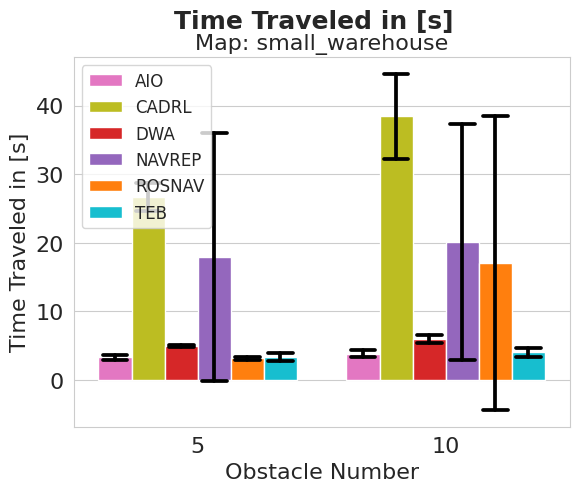 Time Traveled in [s]
Map: small_warehouse
Time Traveled in [s]
40
30
20
10
0
AIO
CADRL
DWA
NAVREP
ROSNAV
TEB
5
10
Obstacle Number